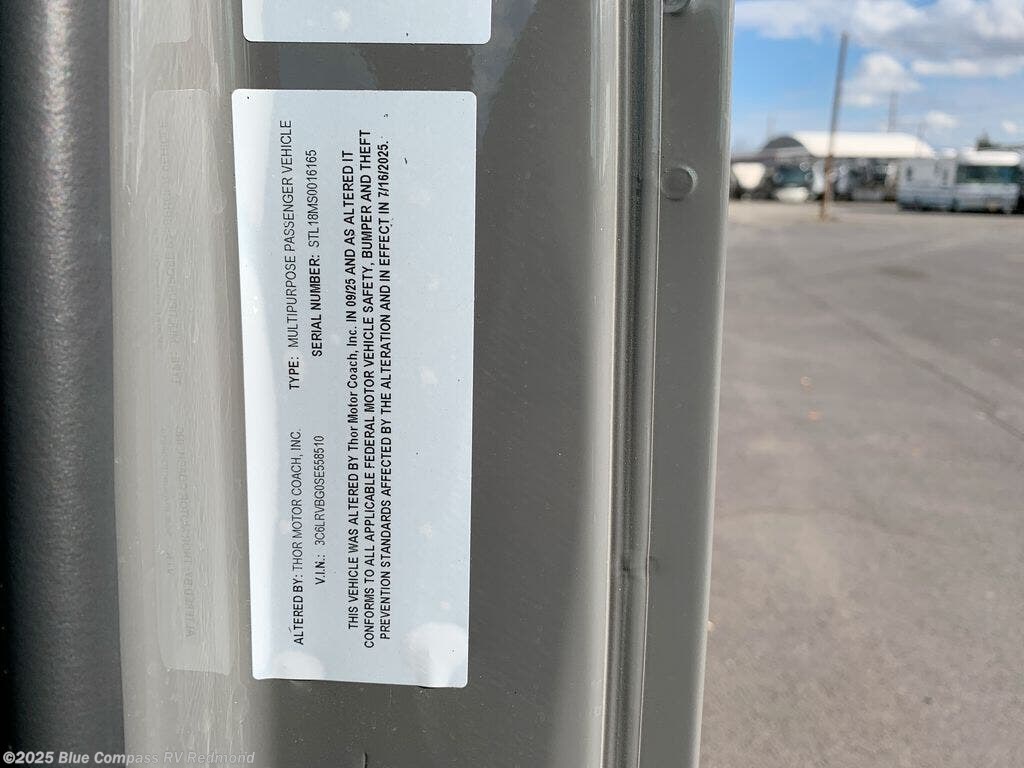 ALTERED BY: THOR MOTOR COACH, INC. TYPE: MULTIPURPOSE PASSENGER VEHICLE
V.I.N.: 3C6LRVBG0SE558510 SERIAL NUMBER: STL18MS0016165
THIS VEHICLE WAS ALTERED BY Thor Motor Coach, Inc. IN 09/25 AND AS ALTERED IT
CONFORMS TO ALL APPLICABLE FEDERAL MOTOR VEHICLE SAFETY, BUMPER AND THEFT
PREVENTION STANDARDS AFFECTED BY THE ALTERATION AND IN EFFECT IN 7/16/2025.
©2025 Blue Compass RV Redmond